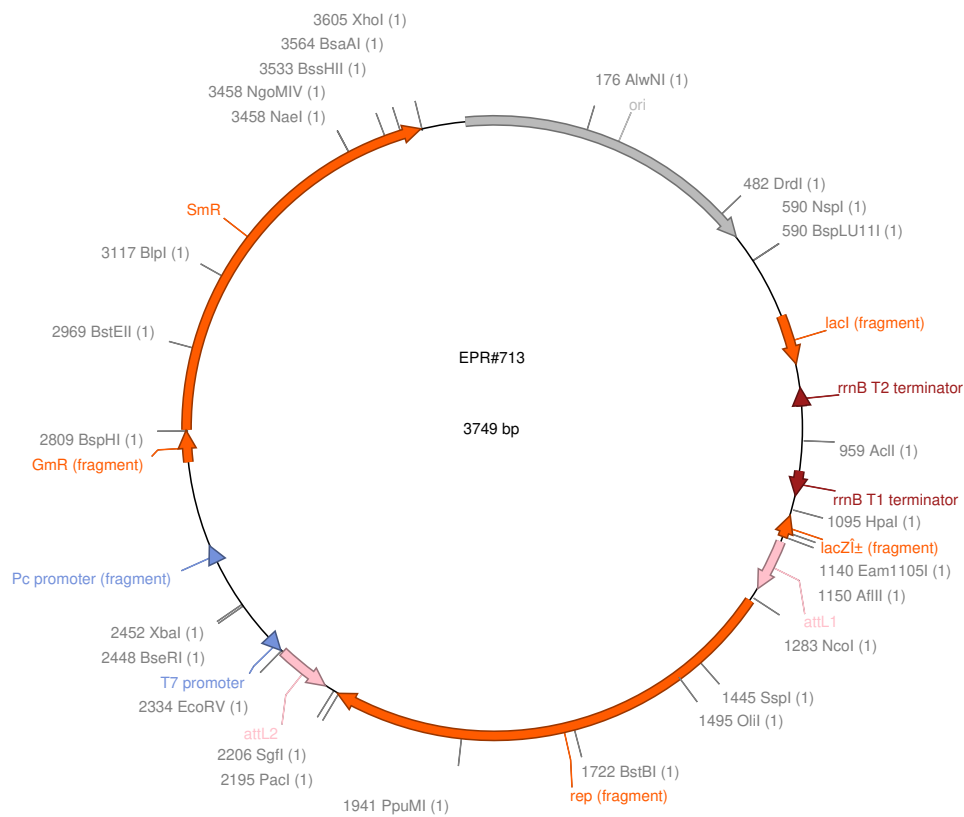 3605 XhoI (1)
3564 BsaAI (1)
3533 BssHII (1)
3458 NgoMIV (1)
3458 NaeI (1)
176 AlwNI (1)
ori
482 DrdI (1)
590 NspI (1)
590 BspLU11I (1)
SmR
3117 BlpI (1)
2969 BstEII (1)
lacI (fragment)
EPR#713
rrnB T2 terminator
3749 bp
2809 BspHI (1)
GmR (fragment)
959 AclI (1)
rrnB T1 terminator
1095 HpaI (1)
lacZÎ± (fragment)
Pc promoter (fragment)
1140 Eam1105I (1)
1150 AflII (1)
attL1
2452 XbaI (1)
2448 BseRI (1)
1283 NcoI (1)
T7 promoter
2334 EcoRV (1)
1445 SspI (1)
1495 OliI (1)
attL2
2206 SgfI (1)
2195 PacI (1)
1722 BstBI (1)
rep (fragment)
1941 PpuMI (1)